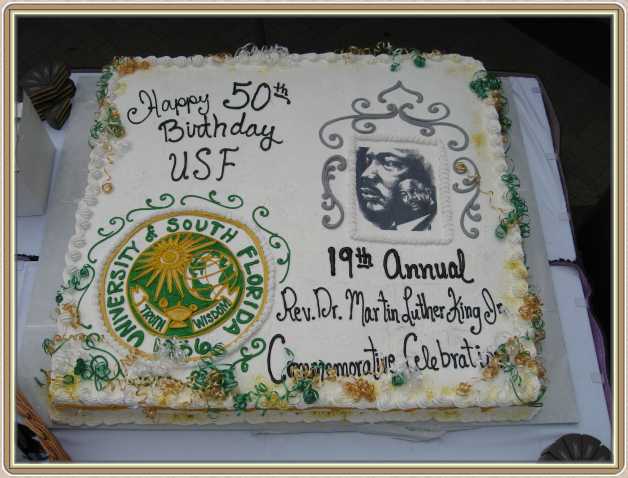 Happy 50th
Birthday
USF
UNIVERSITY of SOUTH FLORIDA
TRUTH
WISDOM
1956
19th Annual
Rev. Dr. Martin Luther King Jr
Commemorative Celebration